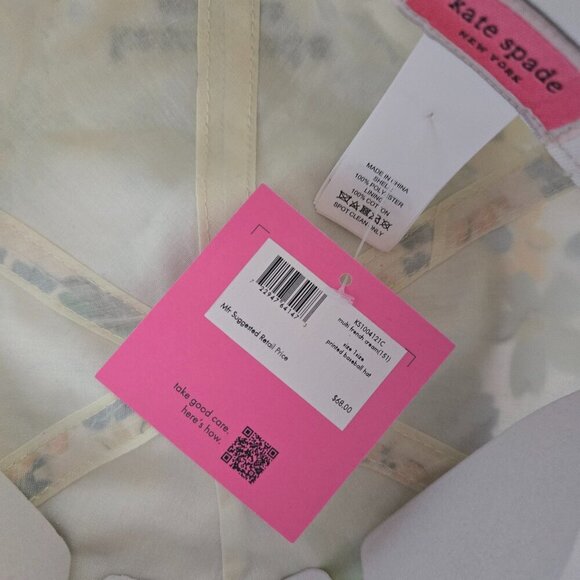 kate spade
NEW YORK
MADE IN CHINA
SHELL
100% POLYESTER
LINING
100% COTTON
SPOT CLEAN ONLY
KS1004121C
multi french cream(151)
size 1size
printed baseball hat
$68.00
Mfr. Suggested Retail Price
take good care.
here's how.